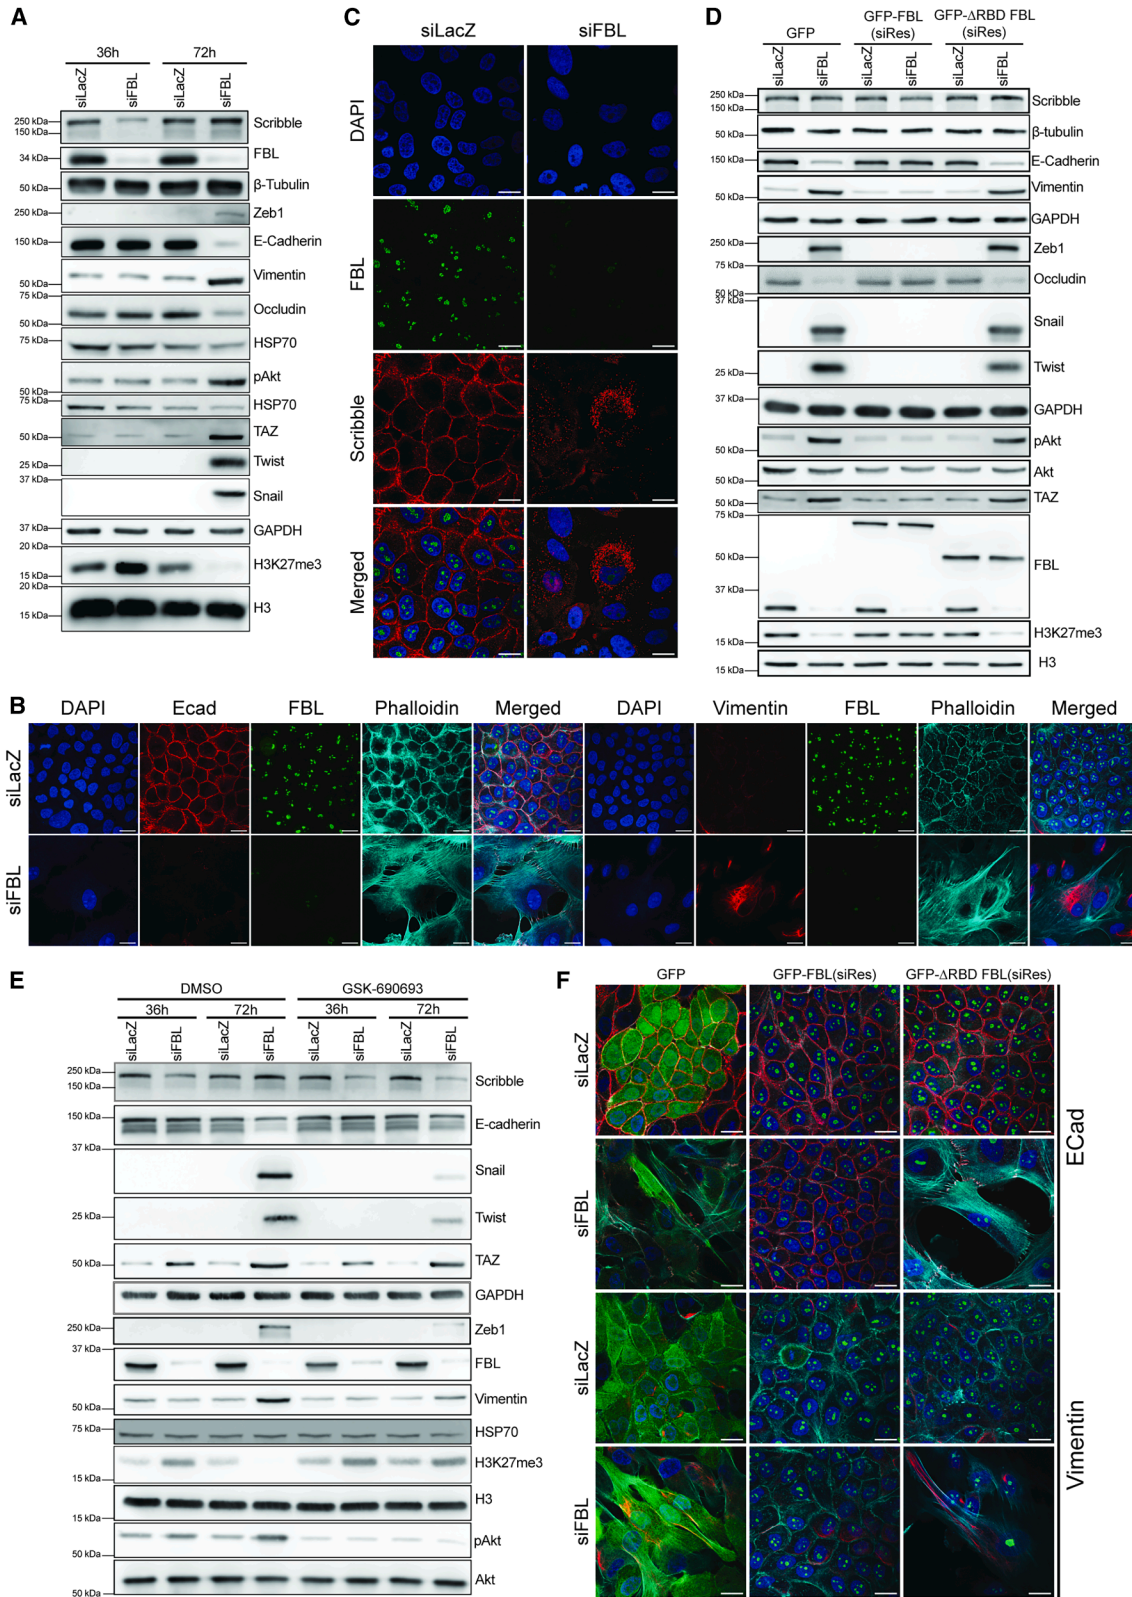 A
36h 72h
siLacZ siFBL siLacZ siFBL
250 kDa
150 kDa
Scribble
34 kDa
FBL
50 kDa
β-Tubulin
250 kDa
Zeb1
150 kDa
E-Cadherin
50 kDa
Vimentin
75 kDa
50 kDa
Occludin
75 kDa
HSP70
50 kDa
pAkt
75 kDa
HSP70
50 kDa
TAZ
25 kDa
Twist
37 kDa
Snail
37 kDa
GAPDH
20 kDa
15 kDa
H3K27me3
20 kDa
15 kDa
H3
C
siLacZ siFBL
DAPI
FBL
Scribble
Merged
D
GFP GFP-FBL (siRes) GFP-ΔRBD FBL (siRes)
siLacZ siFBL siLacZ siFBL siLacZ siFBL
250 kDa
150 kDa
Scribble
50 kDa
β-tubulin
150 kDa
E-Cadherin
50 kDa
Vimentin
37 kDa
GAPDH
250 kDa
Zeb1
75 kDa
50 kDa
Occludin
37 kDa
Snail
25 kDa
Twist
37 kDa
GAPDH
50 kDa
pAkt
50 kDa
Akt
50 kDa
TAZ
75 kDa
50 kDa
37 kDa
FBL
15 kDa
H3K27me3
15 kDa
H3
B
DAPI Ecad FBL Phalloidin Merged DAPI Vimentin FBL Phalloidin Merged
siLacZ
siFBL
E
DMSO GSK-690693
36h 72h 36h 72h
siLacZ siFBL siLacZ siFBL siLacZ siFBL siLacZ siFBL
250 kDa
150 kDa
Scribble
150 kDa
E-cadherin
37 kDa
Snail
25 kDa
Twist
50 kDa
TAZ
GAPDH
250 kDa
Zeb1
37 kDa
FBL
50 kDa
Vimentin
75 kDa
HSP70
15 kDa
H3K27me3
15 kDa
H3
50 kDa
pAkt
50 kDa
Akt
F
GFP GFP-FBL(siRes) GFP-ΔRBD FBL(siRes)
siLacZ
siFBL
ECad
siLacZ
siFBL
Vimentin